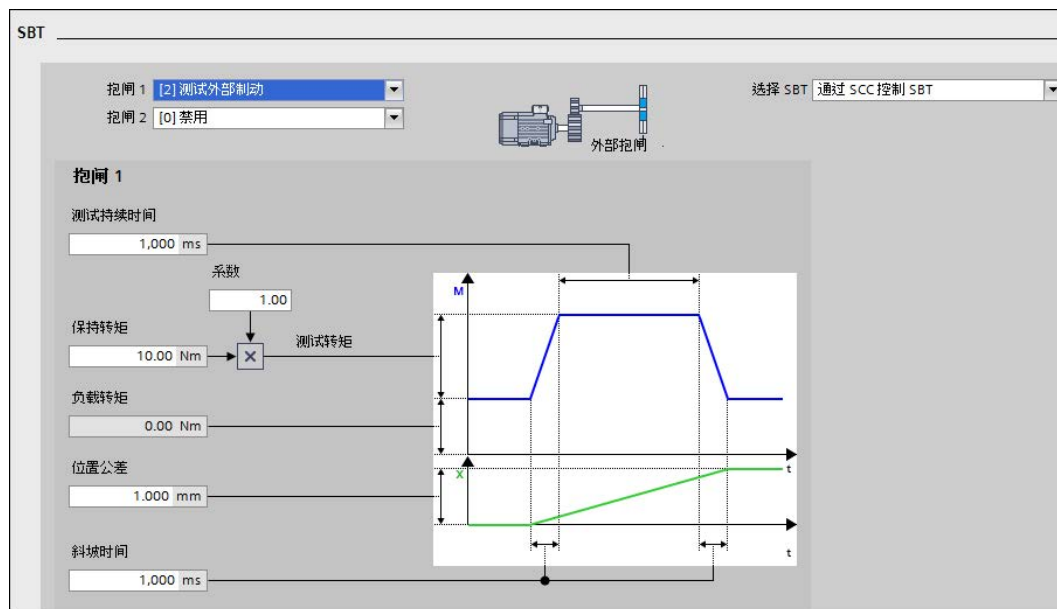 SBT
抱闸 1 [2]测试外部制动 选择 SBT 通过 SCC 控制 SBT
抱闸 2 [0]禁用
外部抱闸
抱闸 1
测试持续时间
1,000 ms
系数
1.00
M
保持转矩
测试转矩
10.00 Nm
×
负载转矩
0.00 Nm
位置公差
X
t
1.000 mm
斜坡时间
t
1,000 ms